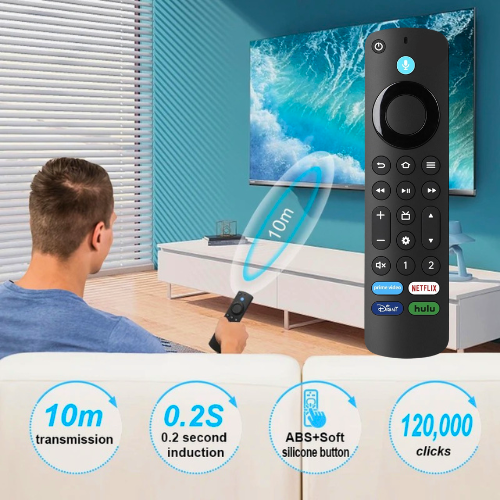 10m
1
2
prime video
NETFLIX
Disney+
hulu
10m
transmission
0.2S
0.2 second
induction
ABS+Soft
silicone button
120,000
clicks